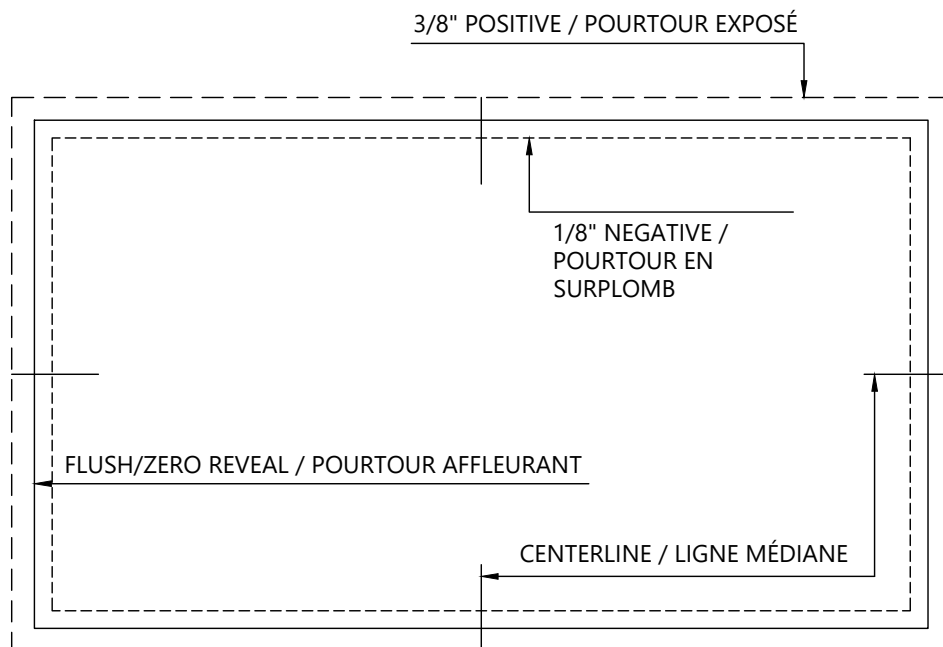 3/8" POSITIVE / POURTOUR EXPOSÉ
1/8" NEGATIVE /
POURTOUR EN
SURPLOMB
FLUSH/ZERO REVEAL / POURTOUR AFFLEURANT
CENTERLINE / LIGNE MÉDIANE